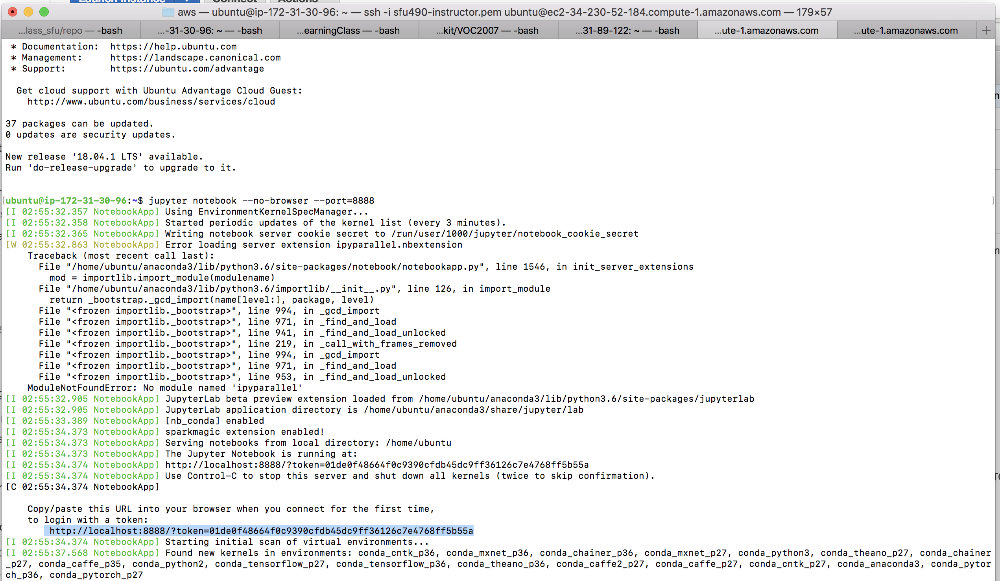 Launch Instance Connect Actions
aws — ubuntu@ip-172-31-30-96: ~ — ssh -i sfu490-instructor.pem ubuntu@ec2-34-230-52-184.compute-1.amazonaws.com — 179×57
...lass_sfu/repo — -bash ...-31-30-96: ~ — -bash ...earningClass — -bash ...kit/VOC2007 — -bash ...31-89-122: ~ — -bash ...ute-1.amazonaws.com ...ute-1.amazonaws.com +
* Documentation:  https://help.ubuntu.com
* Management:     https://landscape.canonical.com
* Support:        https://ubuntu.com/advantage
Get cloud support with Ubuntu Advantage Cloud Guest:
http://www.ubuntu.com/business/services/cloud
37 packages can be updated.
0 updates are security updates.
New release '18.04.1 LTS' available.
Run 'do-release-upgrade' to upgrade to it.
[ubuntu@ip-172-31-30-96:~$ jupyter notebook --no-browser --port=8888 ]
[I 02:55:32.357 NotebookApp] Using EnvironmentKernelSpecManager...
[I 02:55:32.358 NotebookApp] Started periodic updates of the kernel list (every 3 minutes).
[I 02:55:32.365 NotebookApp] Writing notebook server cookie secret to /run/user/1000/jupyter/notebook_cookie_secret
[W 02:55:32.863 NotebookApp] Error loading server extension ipyparallel.nbextension
Traceback (most recent call last):
File "/home/ubuntu/anaconda3/lib/python3.6/site-packages/notebook/notebookapp.py", line 1546, in init_server_extensions
mod = importlib.import_module(modulename)
File "/home/ubuntu/anaconda3/lib/python3.6/importlib/__init__.py", line 126, in import_module
return _bootstrap._gcd_import(name[level:], package, level)
File "<frozen importlib._bootstrap>", line 994, in _gcd_import
File "<frozen importlib._bootstrap>", line 971, in _find_and_load
File "<frozen importlib._bootstrap>", line 941, in _find_and_load_unlocked
File "<frozen importlib._bootstrap>", line 219, in _call_with_frames_removed
File "<frozen importlib._bootstrap>", line 994, in _gcd_import
File "<frozen importlib._bootstrap>", line 971, in _find_and_load
File "<frozen importlib._bootstrap>", line 953, in _find_and_load_unlocked
ModuleNotFoundError: No module named 'ipyparallel'
[I 02:55:32.905 NotebookApp] JupyterLab beta preview extension loaded from /home/ubuntu/anaconda3/lib/python3.6/site-packages/jupyterlab
[I 02:55:32.905 NotebookApp] JupyterLab application directory is /home/ubuntu/anaconda3/share/jupyter/lab
[I 02:55:33.389 NotebookApp] [nb_conda] enabled
[I 02:55:34.373 NotebookApp] sparkmagic extension enabled!
[I 02:55:34.373 NotebookApp] Serving notebooks from local directory: /home/ubuntu
[I 02:55:34.373 NotebookApp] The Jupyter Notebook is running at:
[I 02:55:34.374 NotebookApp] http://localhost:8888/?token=01de0f48664f0c9390cfdb45dc9ff36126c7e4768ff5b55a
[I 02:55:34.374 NotebookApp] Use Control-C to stop this server and shut down all kernels (twice to skip confirmation).
[C 02:55:34.374 NotebookApp]
Copy/paste this URL into your browser when you connect for the first time,
to login with a token:
http://localhost:8888/?token=01de0f48664f0c9390cfdb45dc9ff36126c7e4768ff5b55a
[I 02:55:34.374 NotebookApp] Starting initial scan of virtual environments...
[I 02:55:37.568 NotebookApp] Found new kernels in environments: conda_cntk_p36, conda_mxnet_p36, conda_chainer_p36, conda_mxnet_p27, conda_python3, conda_theano_p27, conda_chainer
_p27, conda_caffe_p35, conda_python2, conda_tensorflow_p27, conda_tensorflow_p36, conda_theano_p36, conda_caffe2_p27, conda_caffe_p27, conda_cntk_p27, conda_anaconda3, conda_pytor
ch_p36, conda_pytorch_p27